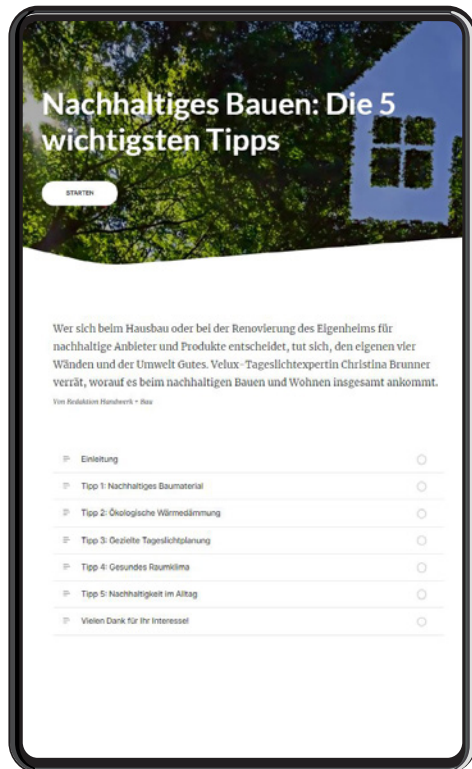 Nachhaltiges Bauen: Die 5
wichtigsten Tipps
STARTEN
Wer sich beim Hausbau oder bei der Renovierung des Eigenheims für
nachhaltige Anbieter und Produkte entscheidet, tut sich, den eigenen vier
Wänden und der Umwelt Gutes. Velux-Tageslichtexpertin Christina Brunner
verrät, worauf es beim nachhaltigen Bauen und Wohnen insgesamt ankommt.
Von Redaktion Handwerk + Bau
Einleitung
Tipp 1: Nachhaltiges Baumaterial
Tipp 2: Ökologische Wärmedämmung
Tipp 3: Gezielte Tageslichtplanung
Tipp 4: Gesundes Raumklima
Tipp 5: Nachhaltigkeit im Alltag
Vielen Dank für Ihr Interesse!